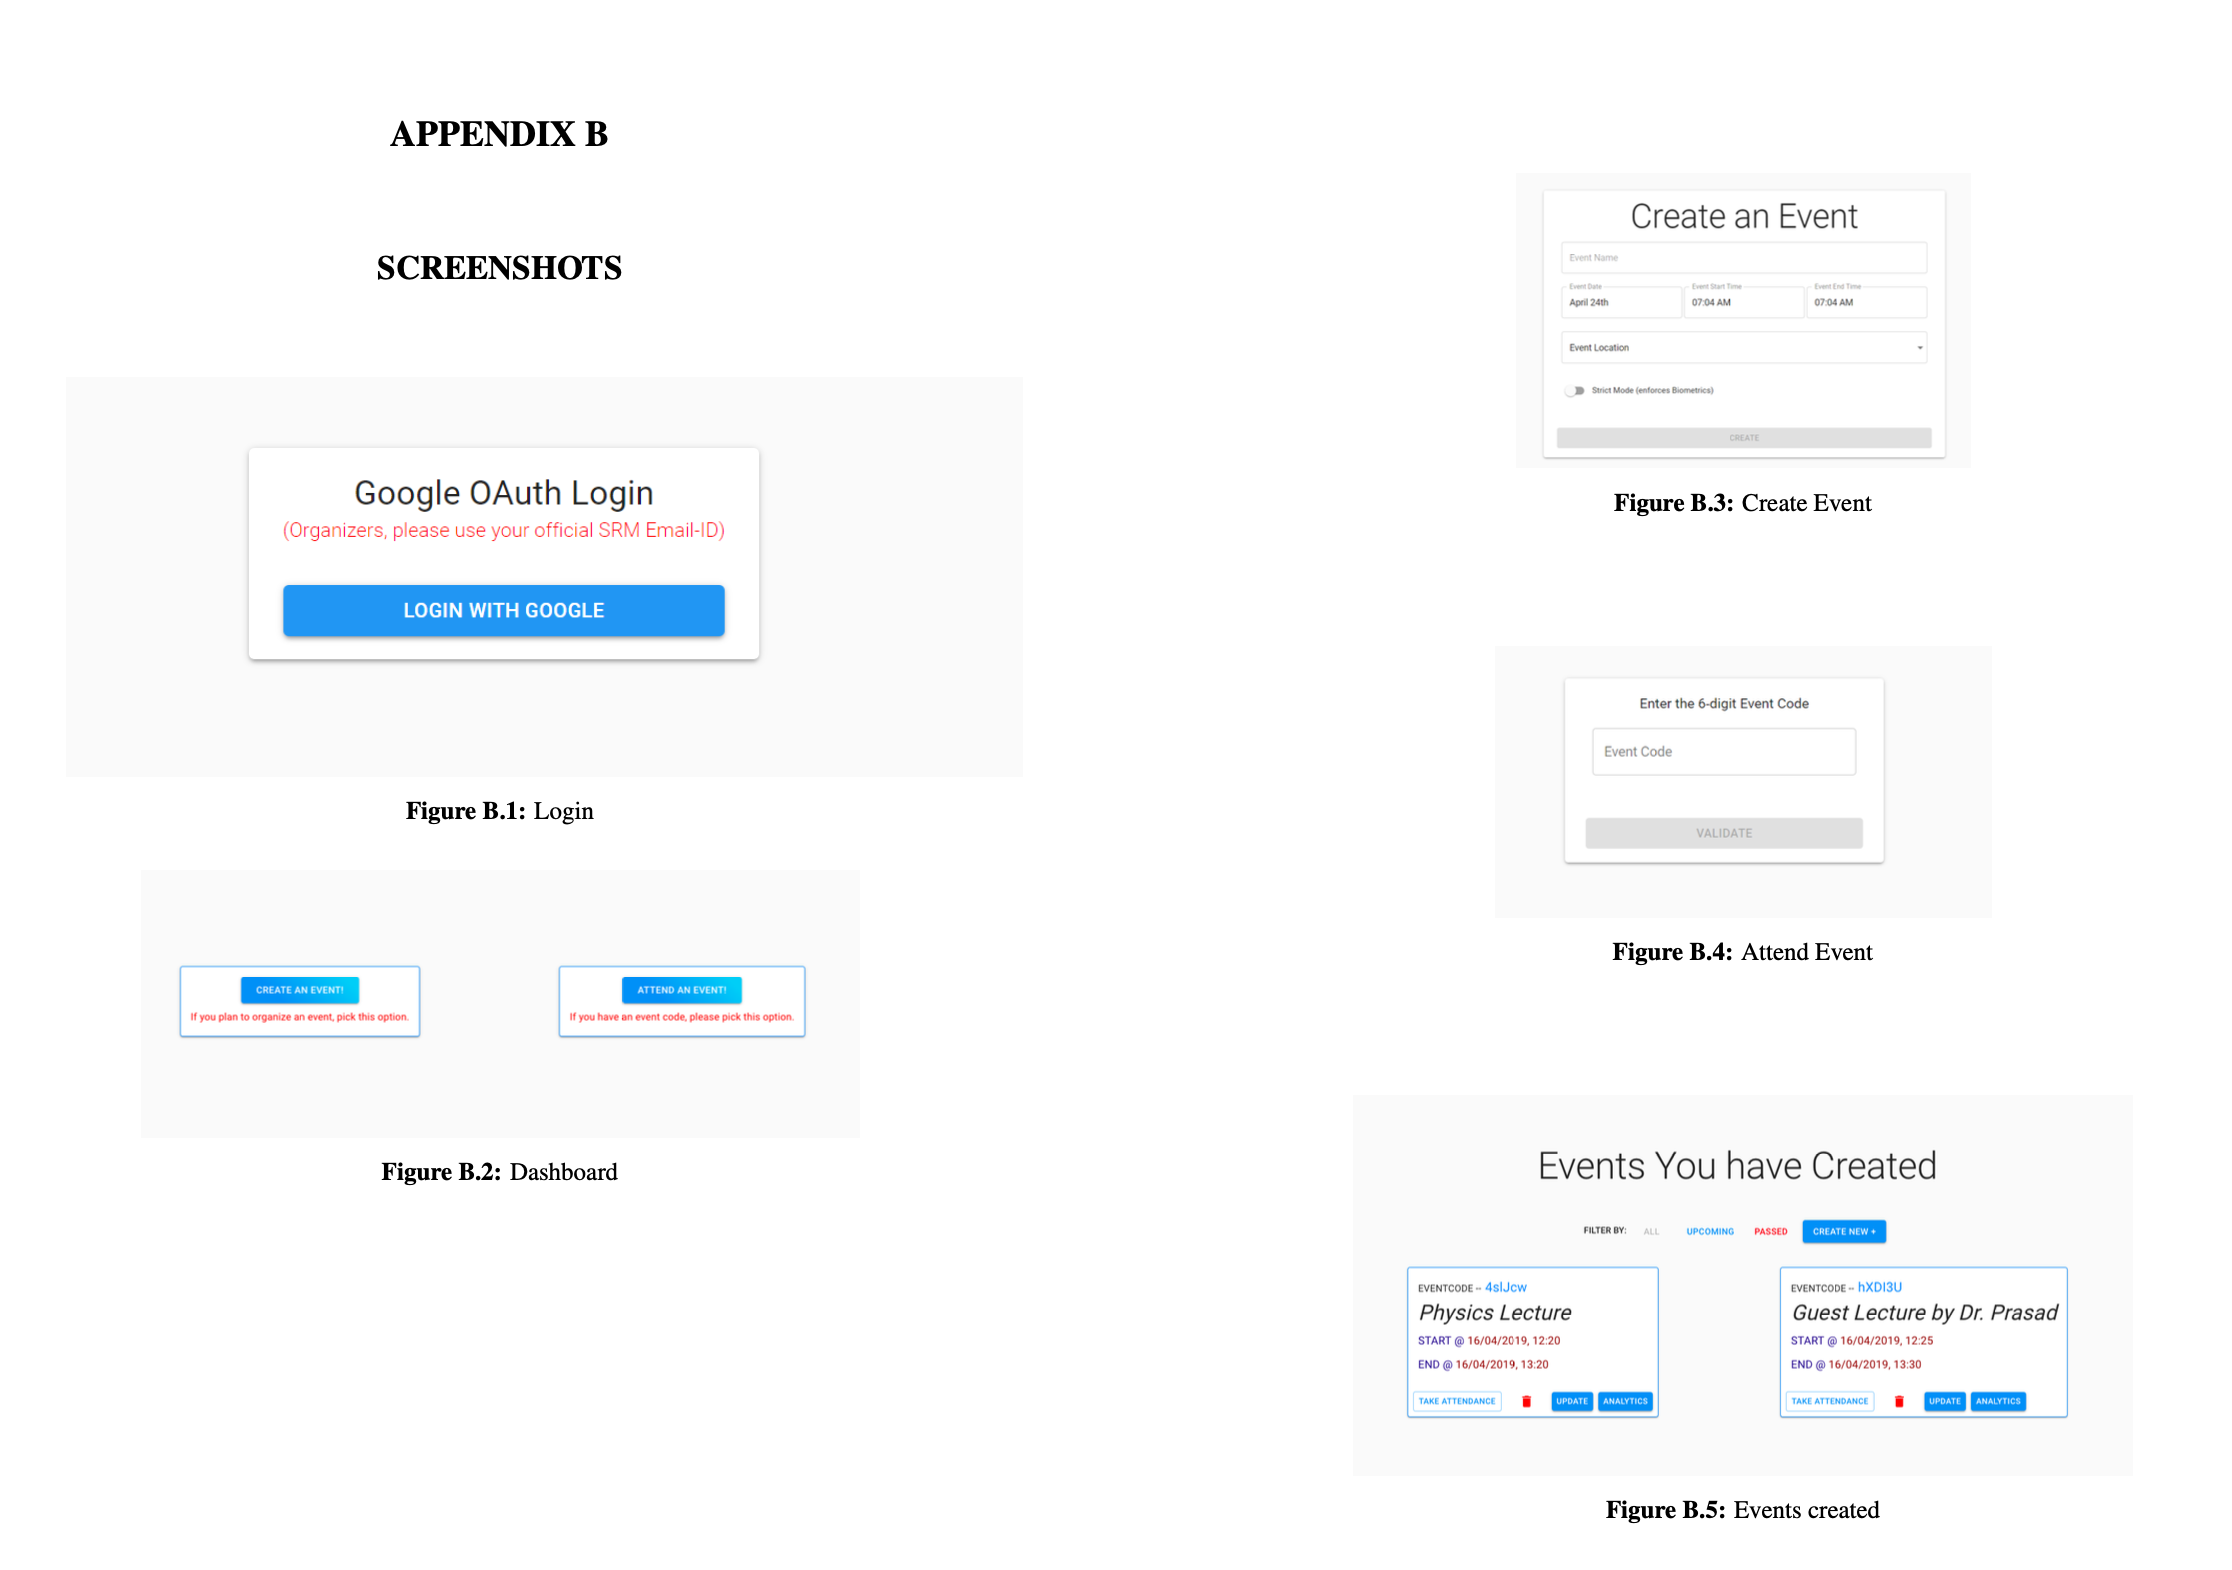 APPENDIX B
SCREENSHOTS
Google OAuth Login
(Organizers, please use your official SRM Email-ID)
LOGIN WITH GOOGLE
Figure B.1: Login
CREATE AN EVENT!
If you plan to organize an event, pick this option.
ATTEND AN EVENT!
If you have an event code, please pick this option.
Figure B.2: Dashboard
Create an Event
Event Name
Event Date
April 24th
Event Start Time
07:04 AM
Event End Time
07:04 AM
Event Location
Strict Mode (enforces Biometrics)
CREATE
Figure B.3: Create Event
Enter the 6-digit Event Code
Event Code
VALIDATE
Figure B.4: Attend Event
Events You have Created
FILTER BY: ALL UPCOMING PASSED CREATE NEW +
EVENTCODE -- 4slJcw
Physics Lecture
START @ 16/04/2019, 12:20
END @ 16/04/2019, 13:20
TAKE ATTENDANCE UPDATE ANALYTICS
EVENTCODE -- hXDI3U
Guest Lecture by Dr. Prasad
START @ 16/04/2019, 12:25
END @ 16/04/2019, 13:30
TAKE ATTENDANCE UPDATE ANALYTICS
Figure B.5: Events created